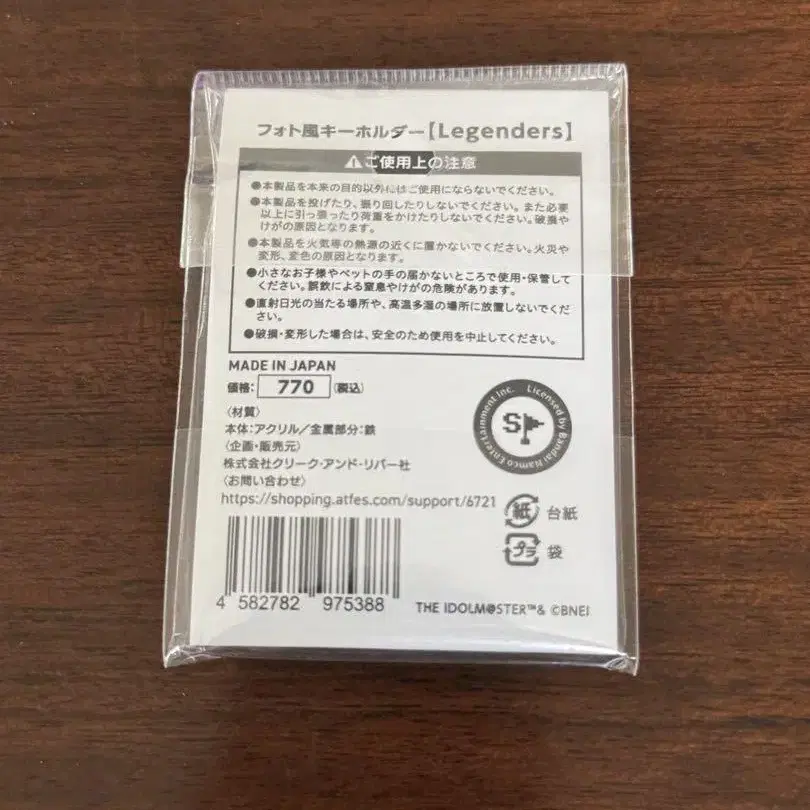 フォト風キーホルダー【Legenders】
ご使用上の注意
●本製品を本来の目的以外にはご使用にならないでください。
●本製品を投げたり、振り回したりしないでください。また必要
以上に引っ張ったり荷重をかけたりしないでください。破損や
けがの原因となります。
●本製品を火気等の熱源の近くに置かないでください。火災や
変形、変色の原因となります。
●小さなお子様やペットの手の届かないところで使用・保管して
ください。誤飲による窒息やけがの危険があります。
●直射日光の当たる場所や、高温多湿の場所に放置しないでくだ
さい。
●破損・変形した場合は、安全のため使用を中止してください。
MADE IN JAPAN
価格: 770 (税込)
〈材質〉
本体:アクリル/金属部分:鉄
〈企画・販売元〉
株式会社クリーク・アンド・リバー社
〈お問い合わせ〉
https://shopping.atfes.com/support/6721
Licensed by Bandai Namco Entertainment Inc.
S
紙 台紙
プラ 袋
4 582782 975388
THE IDOLM@STER™& ©BNEI